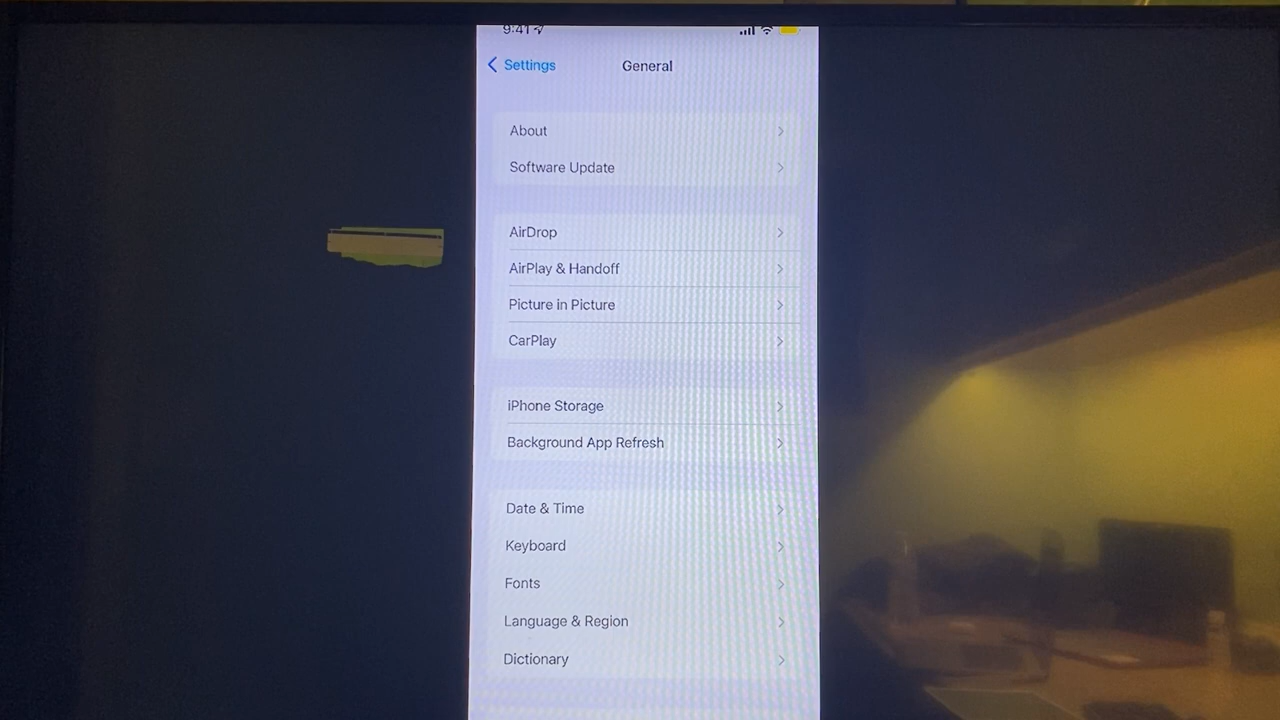 9:41
Settings
General
About
Software Update
AirDrop
AirPlay & Handoff
Picture in Picture
CarPlay
iPhone Storage
Background App Refresh
Date & Time
Keyboard
Fonts
Language & Region
Dictionary